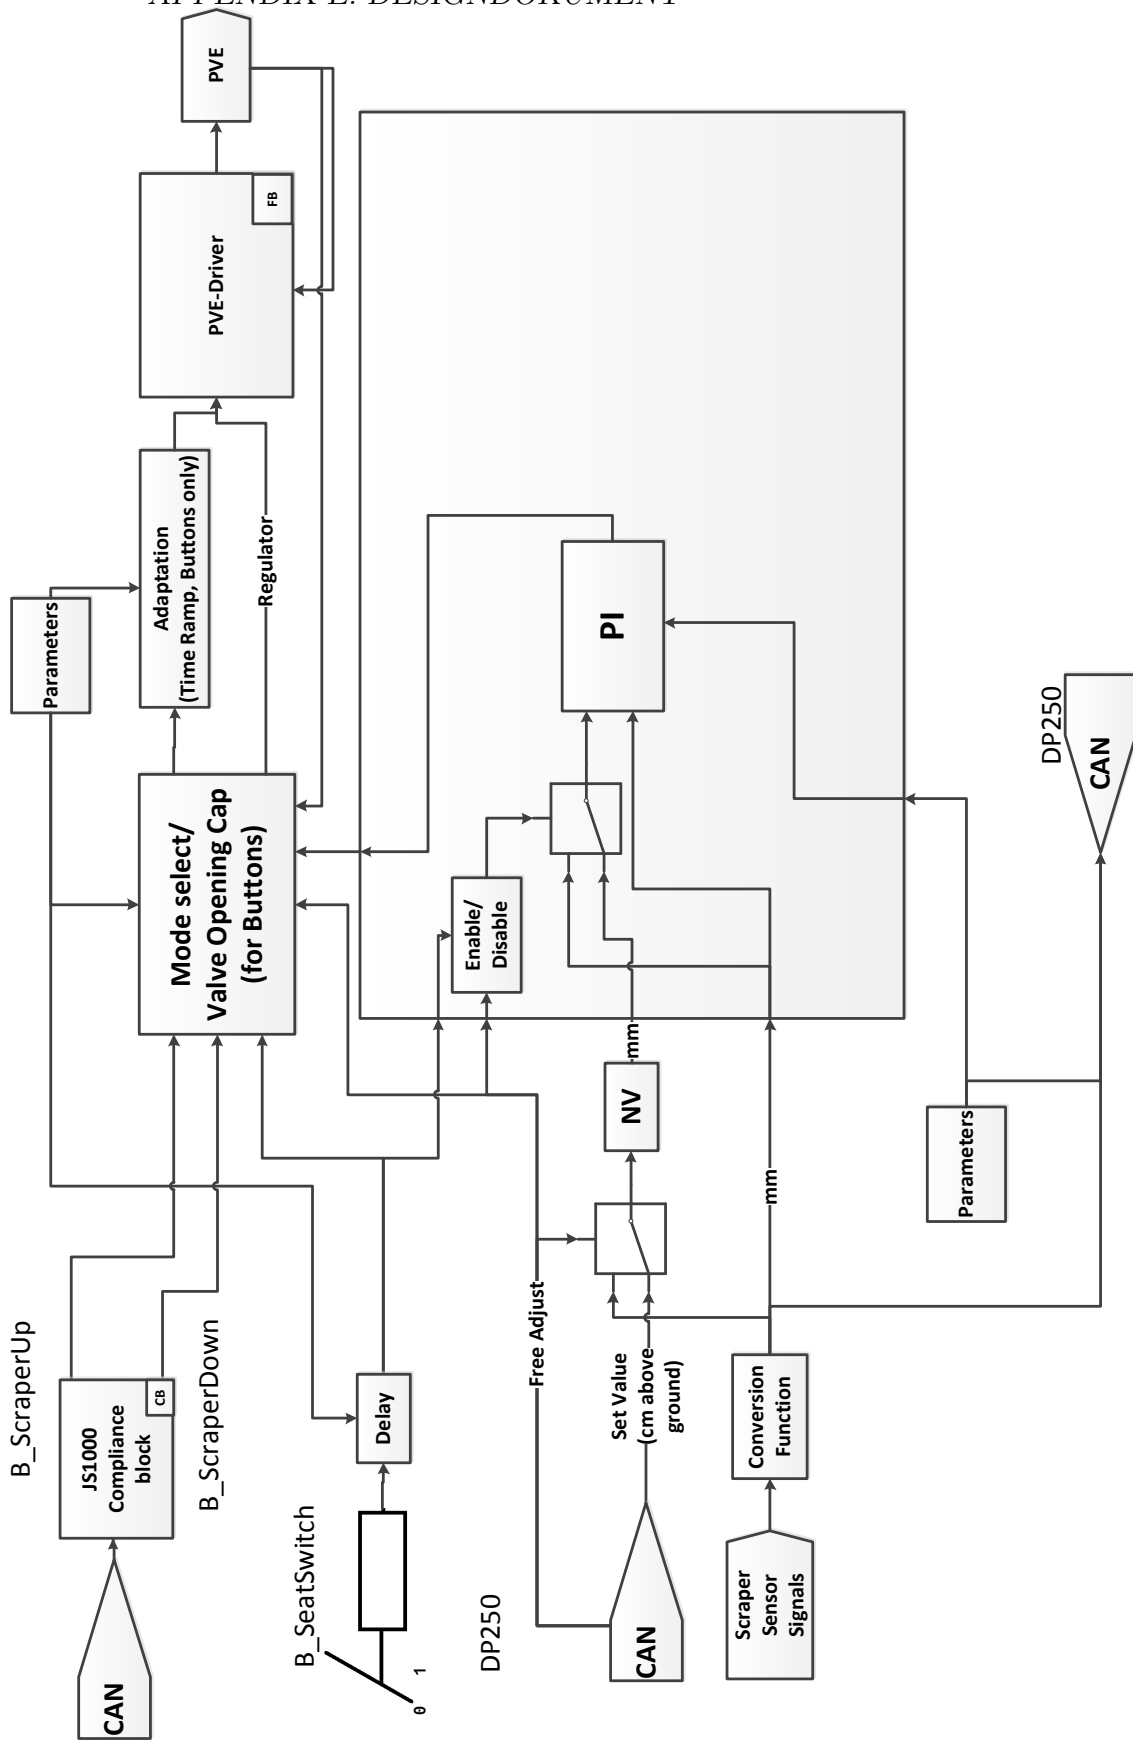 APPENDIX E. DESIGNDOKUMENT
B_ScraperUp
Parameters
CAN
JS1000
Compliance
block
CB
B_ScraperDown
Mode select/
Valve Opening Cap
(for Buttons)
Adaptation
(Time Ramp, Buttons only)
Regulator
PVE-Driver
FB
PVE
B_SeatSwitch
0 1
Delay
DP250
CAN
Free Adjust
Set Value
(cm above
ground)
NV
mm
Enable/
Disable
PI
Scraper
Sensor
Signals
Conversion
Function
mm
Parameters
DP250
CAN